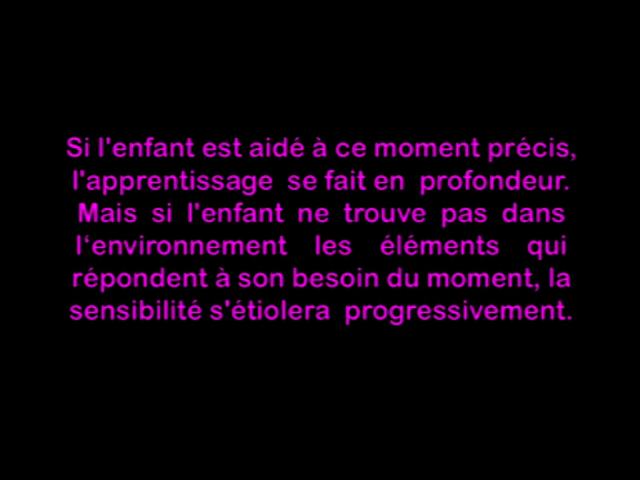 Si l'enfant est aidé à ce moment précis,
l'apprentissage se fait en profondeur.
Mais si l'enfant ne trouve pas dans
l‘environnement les éléments qui
répondent à son besoin du moment, la
sensibilité s'étiolera progressivement.